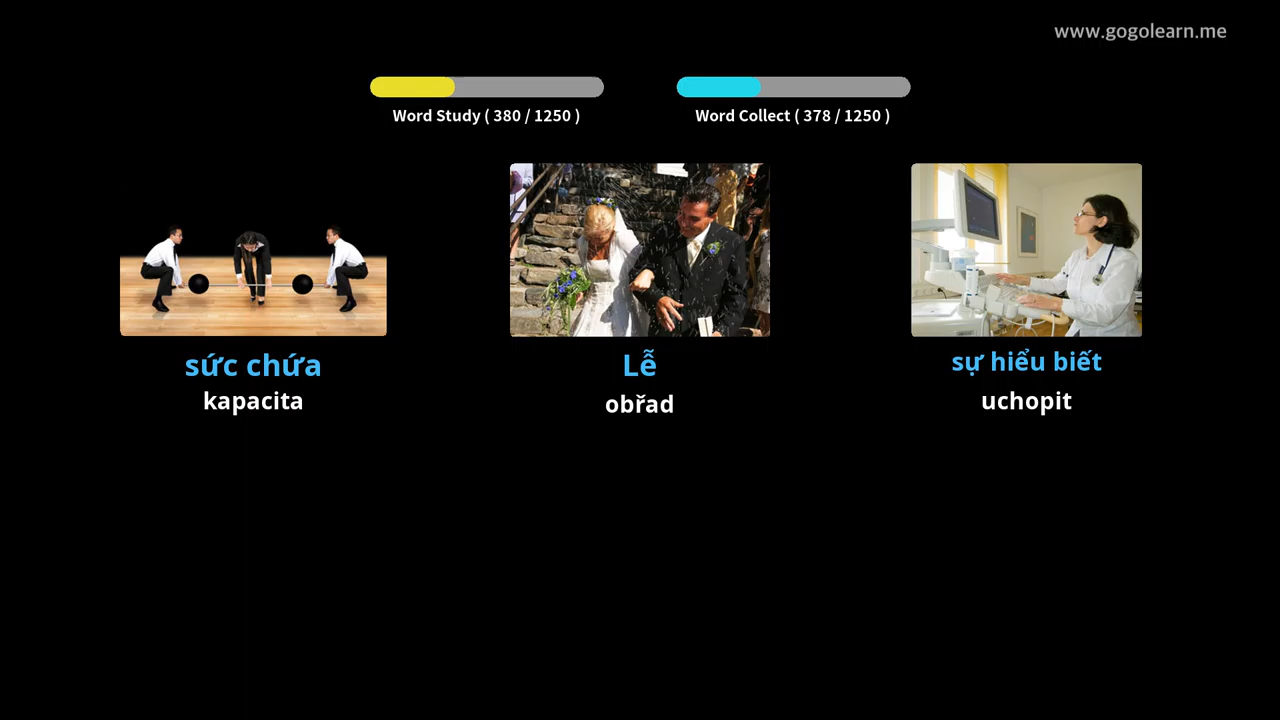 www.gogolearn.me
Word Study ( 380 / 1250 )
Word Collect ( 378 / 1250 )
sức chứa
kapacita
Lễ
obřad
sự hiểu biết
uchopit